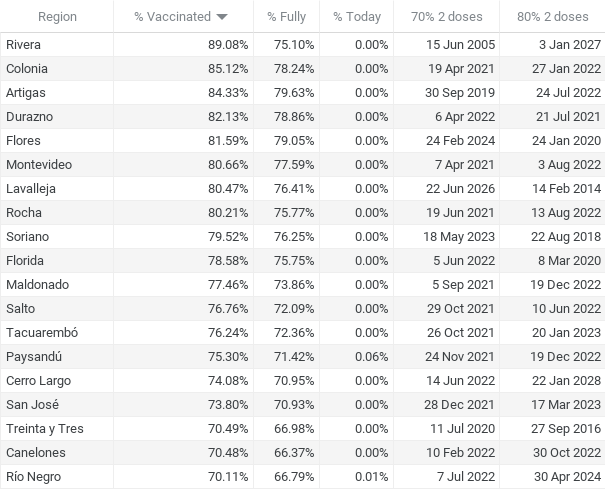 Region % Vaccinated % Fully % Today 70% 2 doses 80% 2 doses
Rivera 89.08% 75.10% 0.00% 15 Jun 2005 3 Jan 2027
Colonia 85.12% 78.24% 0.00% 19 Apr 2021 27 Jan 2022
Artigas 84.33% 79.63% 0.00% 30 Sep 2019 24 Jul 2022
Durazno 82.13% 78.86% 0.00% 6 Apr 2022 21 Jul 2021
Flores 81.59% 79.05% 0.00% 24 Feb 2024 24 Jan 2020
Montevideo 80.66% 77.59% 0.00% 7 Apr 2021 3 Aug 2022
Lavalleja 80.47% 76.41% 0.00% 22 Jun 2026 14 Feb 2014
Rocha 80.21% 75.77% 0.00% 19 Jun 2021 13 Aug 2022
Soriano 79.52% 76.25% 0.00% 18 May 2023 22 Aug 2018
Florida 78.58% 75.75% 0.00% 5 Jun 2022 8 Mar 2020
Maldonado 77.46% 73.86% 0.00% 5 Sep 2021 19 Dec 2022
Salto 76.76% 72.09% 0.00% 29 Oct 2021 10 Jun 2022
Tacuarembó 76.24% 72.36% 0.00% 26 Oct 2021 20 Jan 2023
Paysandú 75.30% 71.42% 0.06% 24 Nov 2021 19 Dec 2022
Cerro Largo 74.08% 70.95% 0.00% 14 Jun 2022 22 Jan 2028
San José 73.80% 70.93% 0.00% 28 Dec 2021 17 Mar 2023
Treinta y Tres 70.49% 66.98% 0.00% 11 Jul 2020 27 Sep 2016
Canelones 70.48% 66.37% 0.00% 10 Feb 2022 30 Oct 2022
Río Negro 70.11% 66.79% 0.01% 7 Jul 2022 30 Apr 2024